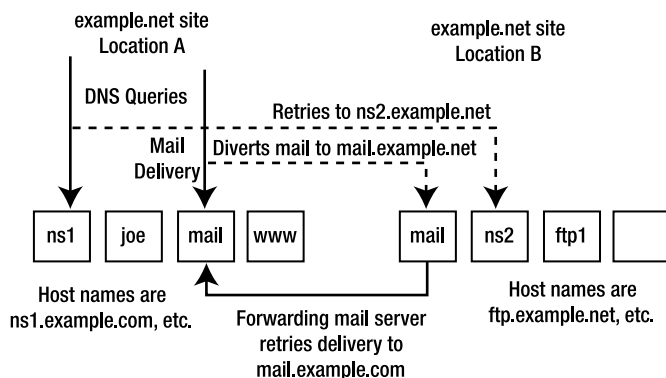 example.net site
Location A
example.net site
Location B
DNS Queries
Retries to ns2.example.net
Mail
Delivery
Diverts mail to mail.example.net
ns1
joe
mail
www
mail
ns2
ftp1
Host names are
ns1.example.com, etc.
Forwarding mail server
retries delivery to
mail.example.com
Host names are
ftp.example.net, etc.